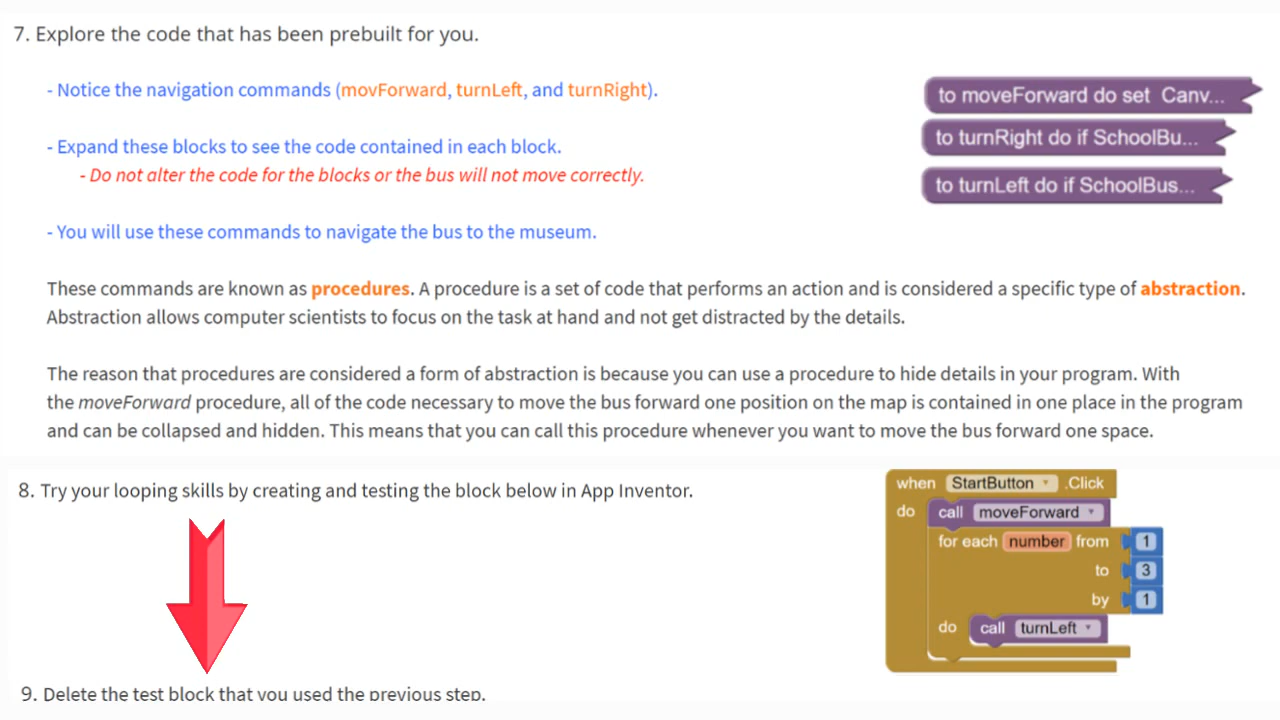 7. Explore the code that has been prebuilt for you.
- Notice the navigation commands (movForward, turnLeft, and turnRight).
to moveForward do set Canv...
to turnRight do if SchoolBu...
- Expand these blocks to see the code contained in each block.
- Do not alter the code for the blocks or the bus will not move correctly.
to turnLeft do if SchoolBus...
- You will use these commands to navigate the bus to the museum.
These commands are known as procedures. A procedure is a set of code that performs an action and is considered a specific type of abstraction.
Abstraction allows computer scientists to focus on the task at hand and not get distracted by the details.
The reason that procedures are considered a form of abstraction is because you can use a procedure to hide details in your program. With
the moveForward procedure, all of the code necessary to move the bus forward one position on the map is contained in one place in the program
and can be collapsed and hidden. This means that you can call this procedure whenever you want to move the bus forward one space.
8. Try your looping skills by creating and testing the block below in App Inventor.
when StartButton .Click
do call moveForward
for each number from 1
to 3
by 1
do call turnLeft
9. Delete the test block that you used the previous step.